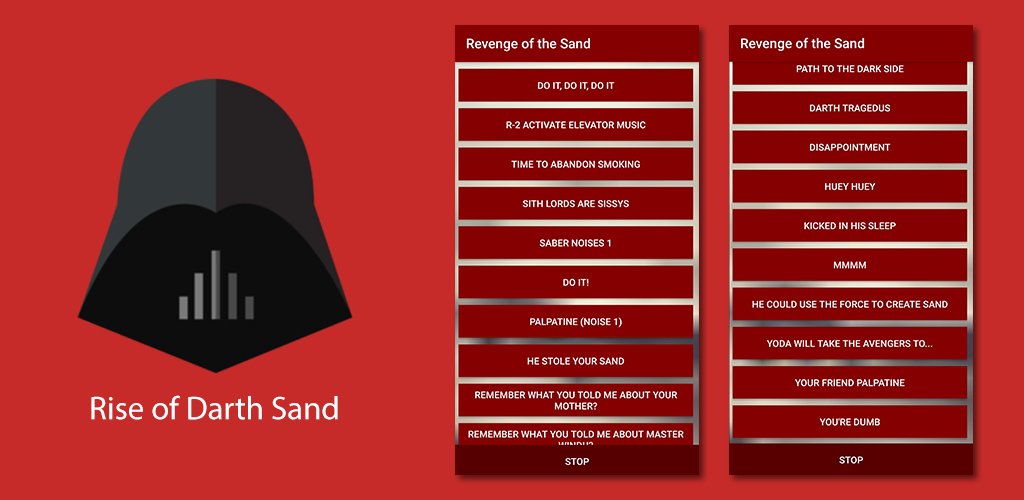 Rise of Darth Sand
Revenge of the Sand
DO IT, DO IT, DO IT
R-2 ACTIVATE ELEVATOR MUSIC
TIME TO ABANDON SMOKING
SITH LORDS ARE SISSYS
SABER NOISES 1
DO IT!
PALPATINE (NOISE 1)
HE STOLE YOUR SAND
REMEMBER WHAT YOU TOLD ME ABOUT YOUR
MOTHER?
REMEMBER WHAT YOU TOLD ME ABOUT MASTER
WINDU?
STOP
Revenge of the Sand
PATH TO THE DARK SIDE
DARTH TRAGEDUS
DISAPPOINTMENT
HUEY HUEY
KICKED IN HIS SLEEP
MMMM
HE COULD USE THE FORCE TO CREATE SAND
YODA WILL TAKE THE AVENGERS TO...
YOUR FRIEND PALPATINE
YOU'RE DUMB
STOP